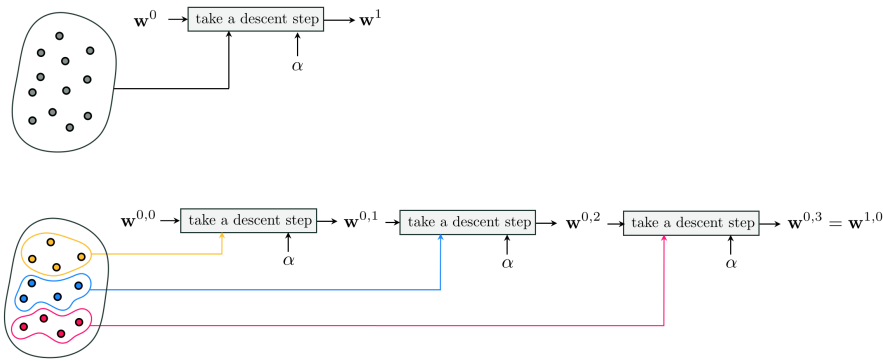 w^0 take a descent step w^1
α
w^{0,0} take a descent step w^{0,1} take a descent step w^{0,2} take a descent step w^{0,3} = w^{1,0}
α α α